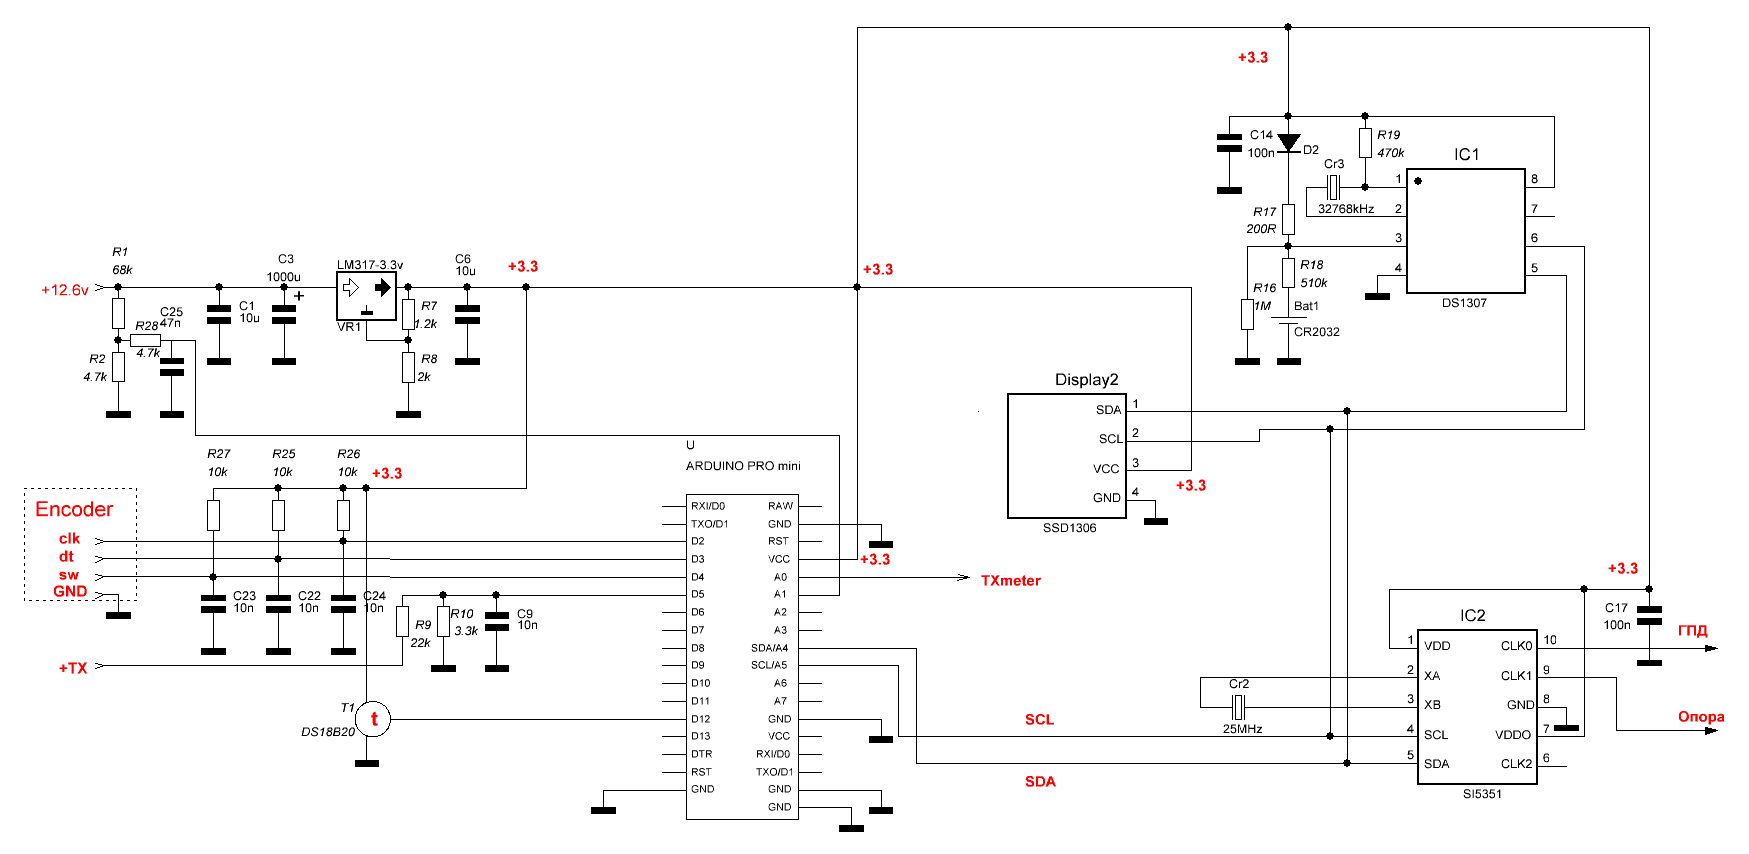 +3.3
C14
100n
D2
R19
470k
Cr3
32768kHz
IC1
1
2
3
4
8
7
6
5
DS1307
R17
200R
R18
510k
R16
1M
Bat1
CR2032
R1
68k
+12.6v
C25
47n
R28
4.7k
R2
4.7k
C1
10u
C3
1000u
+
LM317-3.3v
VR1
R7
1.2k
R8
2k
C6
10u
+3.3
+3.3
Display2
SDA 1
SCL 2
VCC 3
GND 4
SSD1306
+3.3
R27
10k
R25
10k
R26
10k
+3.3
Encoder
clk
dt
sw
GND
C23
10n
C22
10n
C24
10n
R9
22k
R10
3.3k
C9
10n
+TX
T1
DS18B20
t
U
ARDUINO PRO mini
RXI/D0 RAW
TXO/D1 GND
D2 RST
D3 VCC
D4 A0
D5 A1
D6 A2
D7 A3
D8 SDA/A4
D9 SCL/A5
D10 A6
D11 A7
D12 GND
D13 VCC
DTR RXI/D0
RST TXO/D1
GND GND
GND
+3.3
TXmeter
SCL
SDA
Cr2
25MHz
+3.3
C17
100n
IC2
1 VDD CLK0 10
2 XA CLK1 9
3 XB GND 8
4 SCL VDDO 7
5 SDA CLK2 6
SI5351
ГПД
Опора